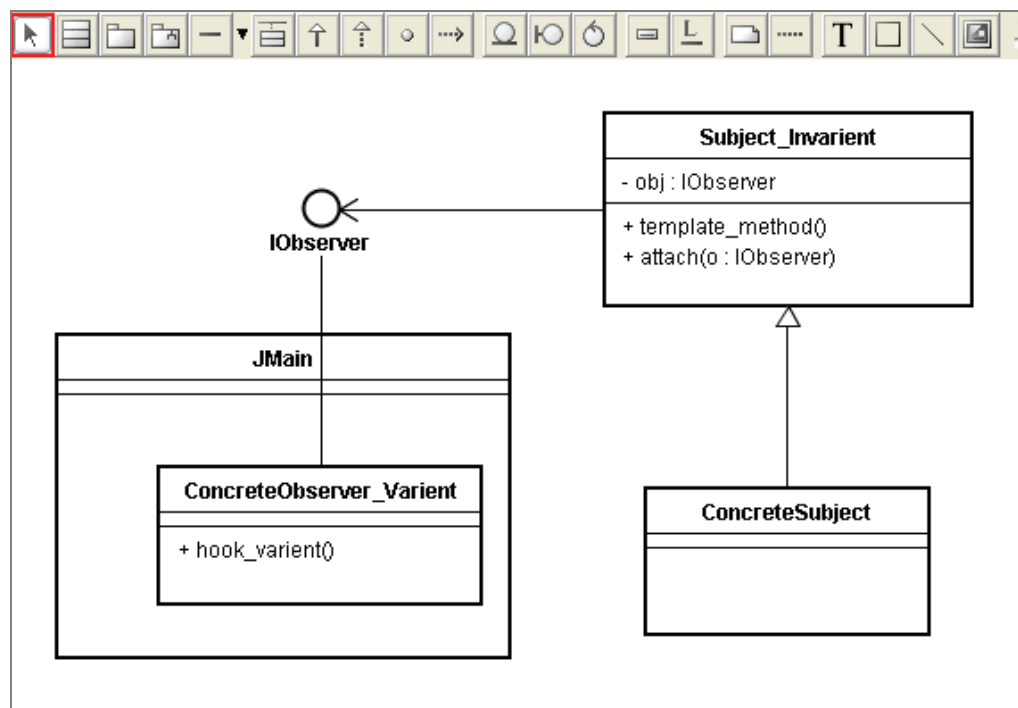 L
T
Subject_Invarient
- obj : IObserver
+ template_method()
+ attach(o : IObserver)
IObserver
JMain
ConcreteObserver_Varient
+ hook_varient()
ConcreteSubject